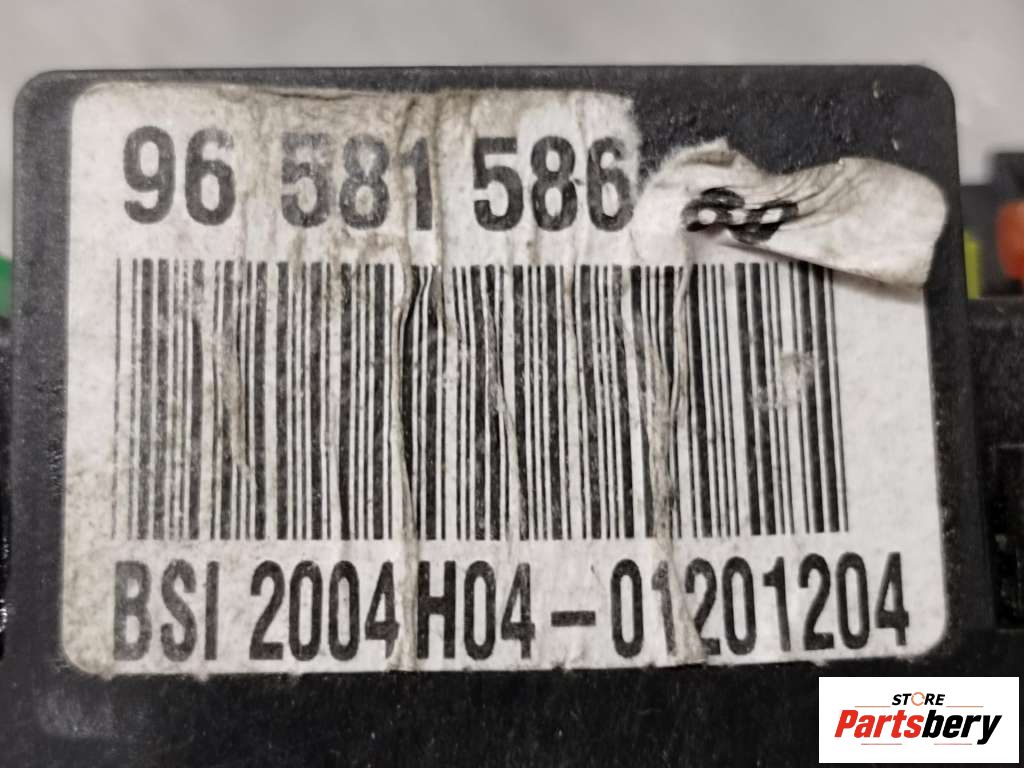 96 581 586
BSI 2004 H04-01201204
STORE
Partsbery